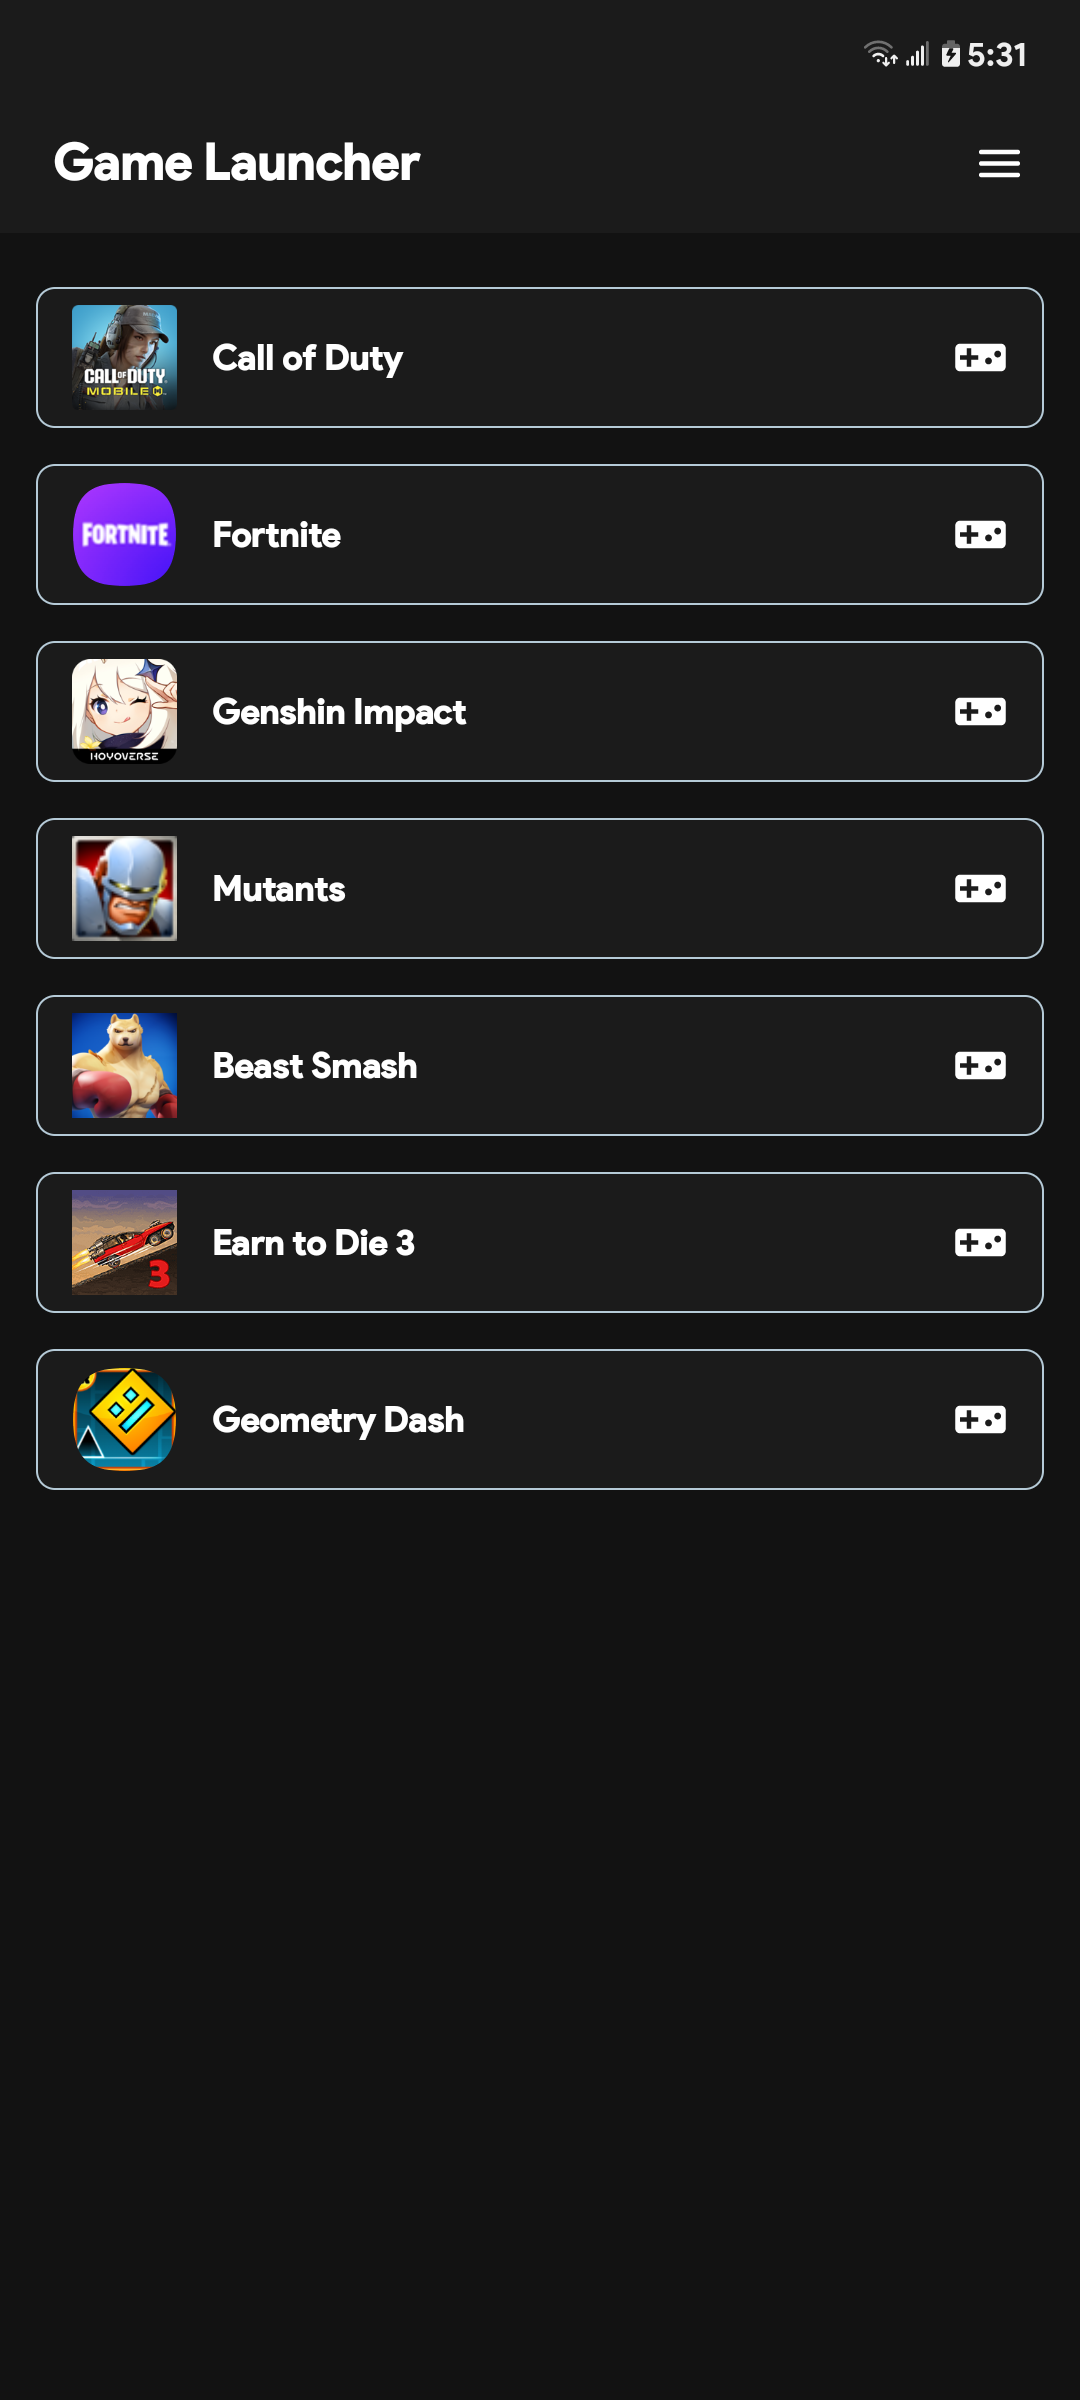 5:31
Game Launcher
CALL OF DUTY
MOBILE
Call of Duty
FORTNITE
Fortnite
HOYOVERSE
Genshin Impact
Mutants
Beast Smash
3
Earn to Die 3
Geometry Dash